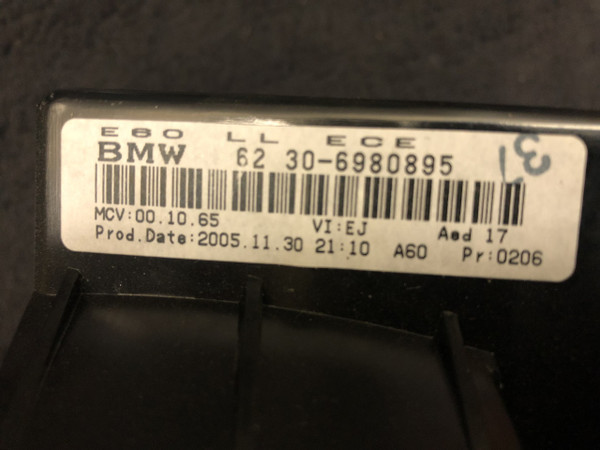 E60 LL ECE
BMW 62 30-6980895
MCV:00.10.65 VI:EJ Aed 17
Prod.Date:2005.11.30 21:10 A60 Pr:0206
37